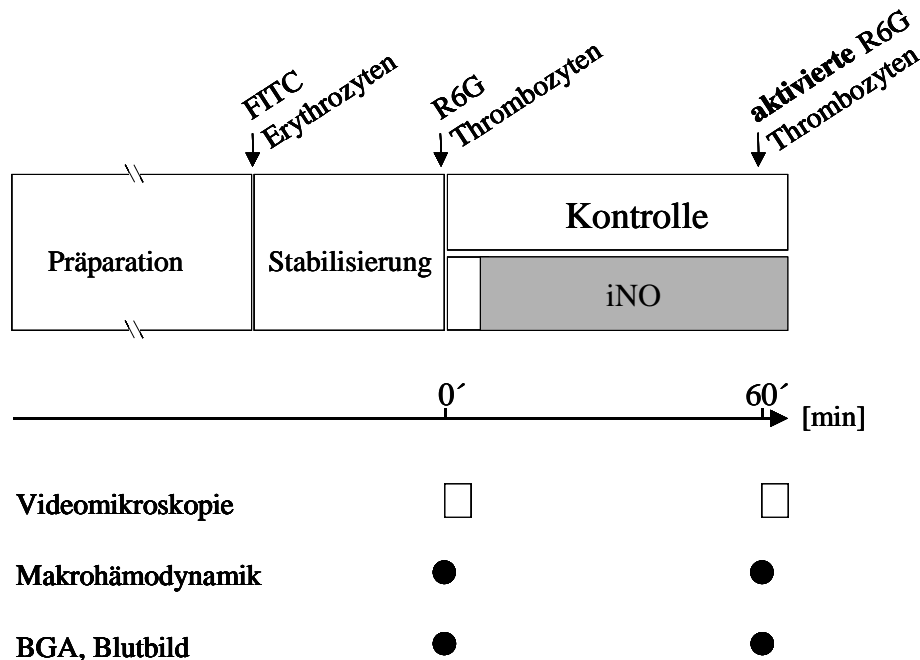 FITC
Erythrozyten
R6G
Thrombozyten
aktivierte R6G
Thrombozyten
Präparation
Stabilisierung
Kontrolle
iNO
0´
60´
[min]
Videomikroskopie
Makrohämodynamik
BGA, Blutbild